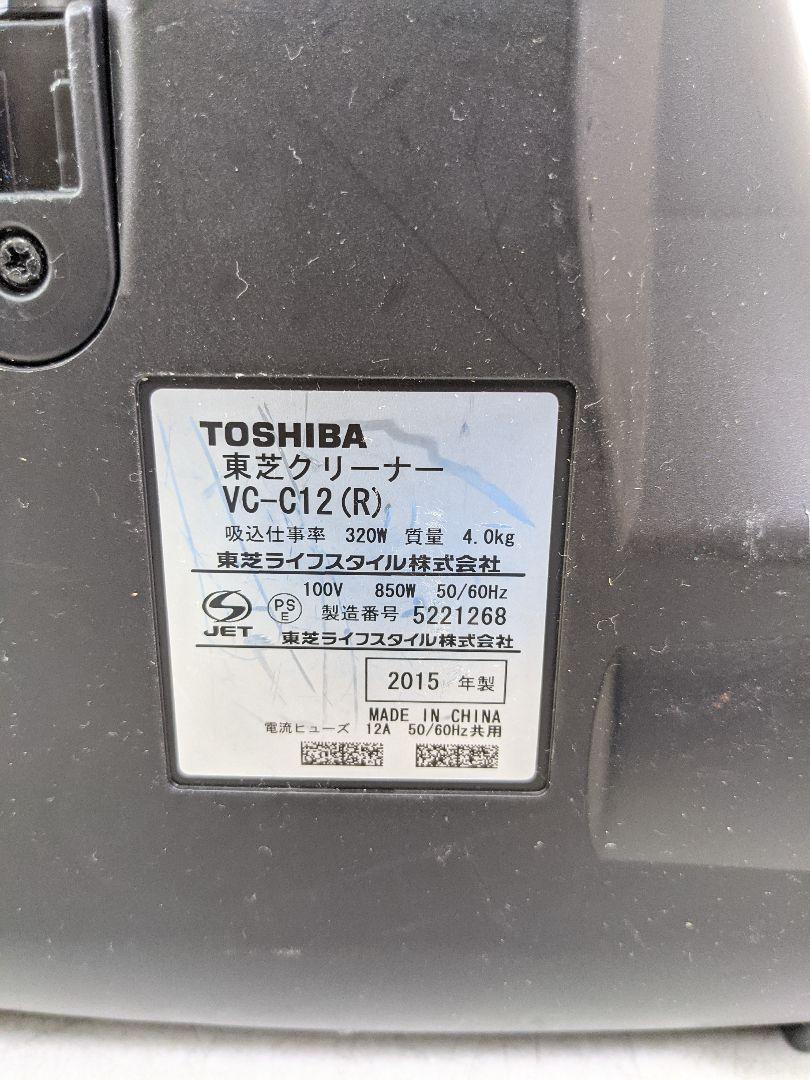 TOSHIBA
東芝クリーナー
VC-C12(R)
吸込仕事率 320W 質量 4.0kg
東芝ライフスタイル株式会社
100V 850W 50/60Hz
JET PS E 製造番号 5221268
東芝ライフスタイル株式会社
2015 年製
MADE IN CHINA
電流ヒューズ 12A 50/60Hz共用